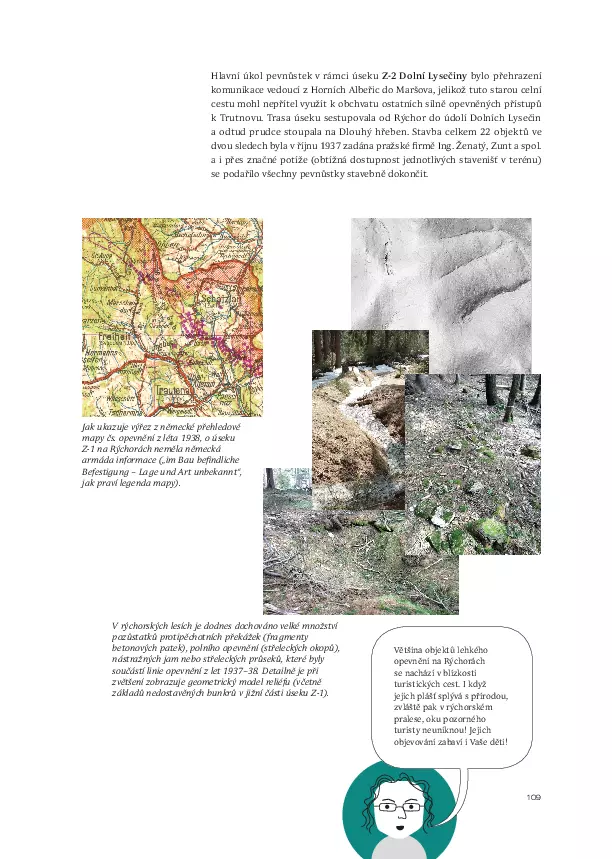 Hlavní úkol pevnůstek v rámci úseku Z-2 Dolní Lysečiny bylo přehrazení
komunikace vedoucí z Horních Albeřic do Maršova, jelikož tuto starou celní
cestu mohl nepřítel využít k obchvatu ostatních silně opevněných přístupů
k Trutnovu. Trasa úseku sestupovala od Rýchor do údolí Dolních Lysečin
a odtud prudce stoupala na Dlouhý hřeben. Stavba celkem 22 objektů ve
dvou sledech byla v říjnu 1937 zadána pražské firmě Ing. Ženatý, Zunt a spol.
a i přes značné potíže (obtížná dostupnost jednotlivých stavenišť v terénu)
se podařilo všechny pevnůstky stavebně dokončit.
Schatzlar
Freiheit
Trautenau
Jak ukazuje výřez z německé přehledové
mapy čs. opevnění z léta 1938, o úseku
Z-1 na Rýchorách neměla německá
armáda informace („im Bau befindliche
Befestigung – Lage und Art unbekannt“,
jak praví legenda mapy).
V rýchorských lesích je dodnes dochováno velké množství
pozůstatků protipěchotních překážek (fragmenty
betonových patek), polního opevnění (střeleckých okopů),
nástražných jam nebo střeleckých průseků, které byly
součástí linie opevnění z let 1937–38. Detailně je při
zvětšení zobrazuje geometrický model reliéfu (včetně
základů nedostavěných bunkrů v jižní části úseku Z-1).
Většina objektů lehkého
opevnění na Rýchorách
se nachází v blízkosti
turistických cest. I když
jejich plášť splývá s přírodou,
zvláště pak v rýchorském
pralese, oku pozorného
turisty neuniknou! Jejich
objevování zabaví i Vaše děti!
109